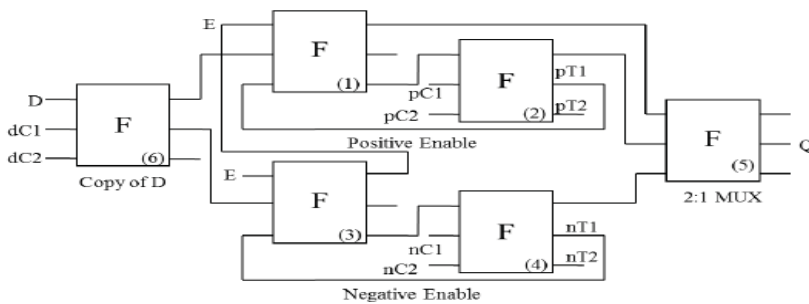 E
F
(1)
pC1
F
pT1
D
pC2
(2)
pT2
dC1
F
F
Q
dC2
(6)
Positive Enable
(5)
Copy of D
E
F
2:1 MUX
(3)
nC1
F
nT1
nC2
(4)
nT2
Negative Enable